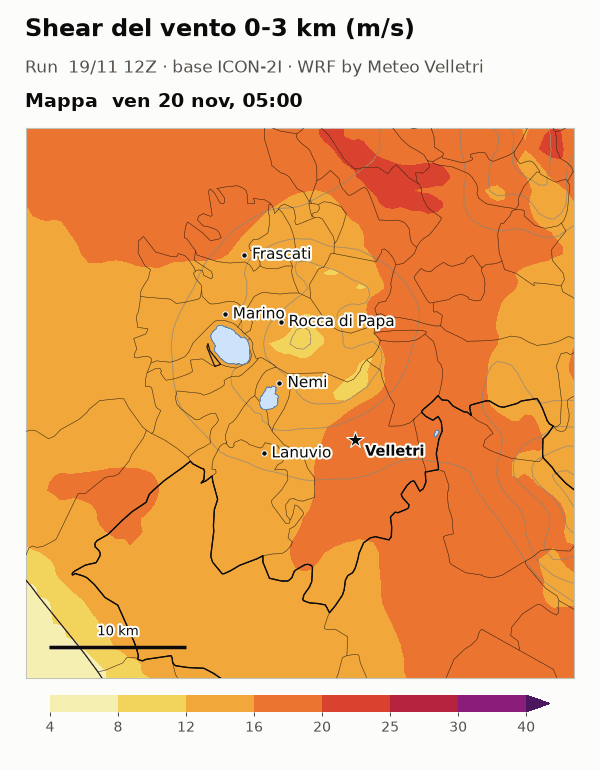 Shear del vento 0-3 km (m/s)
Run  19/11 12Z · base ICON-2I · WRF by Meteo Velletri
Mappa  ven 20 nov, 05:00
Frascati
Marino
Rocca di Papa
Nemi
Velletri
Lanuvio
10 km
4 8 12 16 20 25 30 40